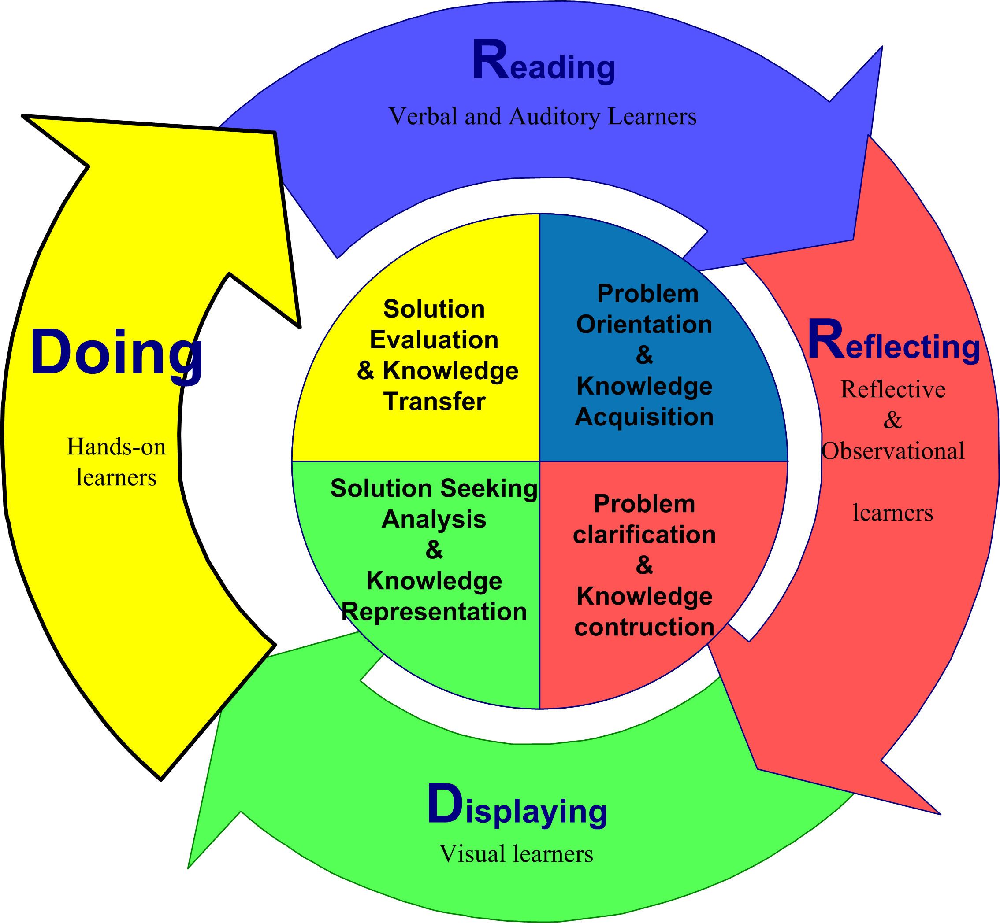 Reading
Verbal and Auditory Learners
Doing
Hands-on
learners
Solution
Evaluation
& Knowledge
Transfer
Problem
Orientation
&
Knowledge
Acquisition
Reflecting
Reflective
&
Observational
learners
Solution Seeking
Analysis
&
Knowledge
Representation
Problem
clarification
&
Knowledge
contruction
Displaying
Visual learners